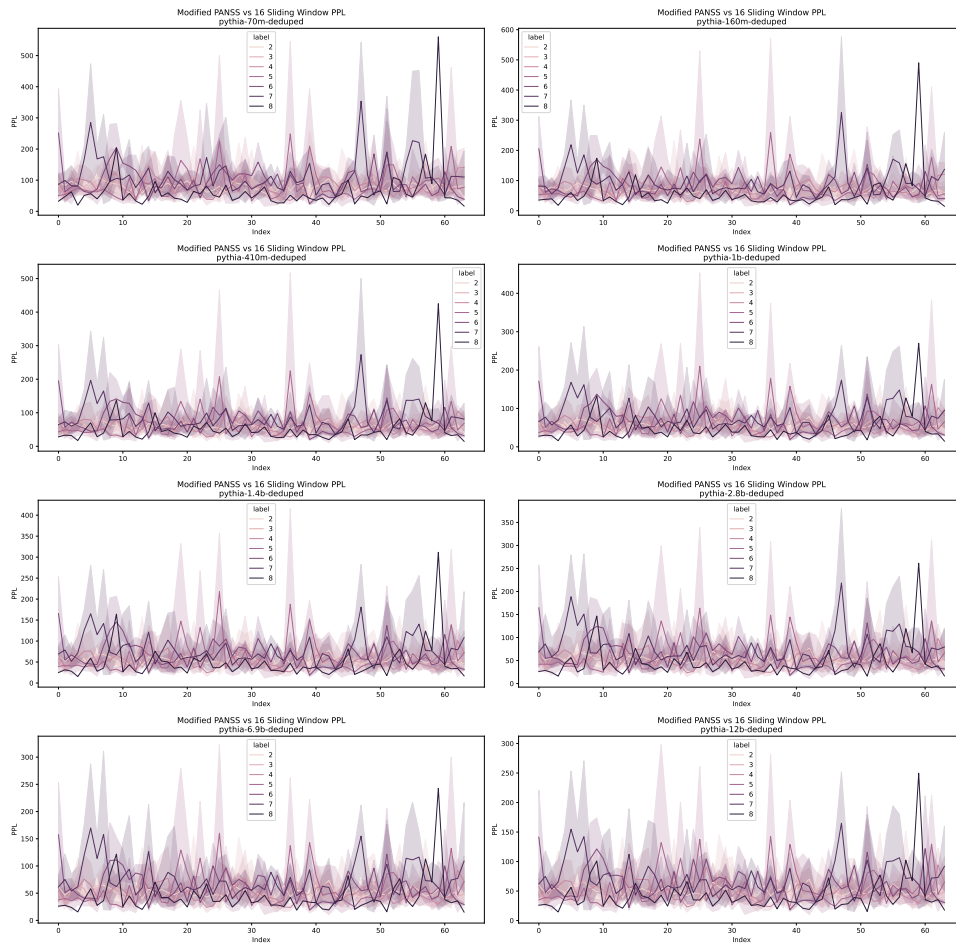 Modified PANSS vs 16 Sliding Window PPL
pythia-70m-deduped
label
2
3
4
5
6
7
8
500
400
300
200
100
0
PPL
0 10 20 30 40 50 60
Index
Modified PANSS vs 16 Sliding Window PPL
pythia-160m-deduped
label
2
3
4
5
6
7
8
600
500
400
300
200
100
0
PPL
0 10 20 30 40 50 60
Index
Modified PANSS vs 16 Sliding Window PPL
pythia-410m-deduped
label
2
3
4
5
6
7
8
500
400
300
200
100
0
PPL
0 10 20 30 40 50 60
Index
Modified PANSS vs 16 Sliding Window PPL
pythia-1b-deduped
label
2
3
4
5
6
7
8
400
300
200
100
0
PPL
0 10 20 30 40 50 60
Index
Modified PANSS vs 16 Sliding Window PPL
pythia-1.4b-deduped
label
2
3
4
5
6
7
8
400
350
300
250
200
150
100
50
0
PPL
0 10 20 30 40 50 60
Index
Modified PANSS vs 16 Sliding Window PPL
pythia-2.8b-deduped
label
2
3
4
5
6
7
8
350
300
250
200
150
100
50
0
PPL
0 10 20 30 40 50 60
Index
Modified PANSS vs 16 Sliding Window PPL
pythia-6.9b-deduped
label
2
3
4
5
6
7
8
300
250
200
150
100
50
0
PPL
0 10 20 30 40 50 60
Index
Modified PANSS vs 16 Sliding Window PPL
pythia-12b-deduped
label
2
3
4
5
6
7
8
300
250
200
150
100
50
0
PPL
0 10 20 30 40 50 60
Index